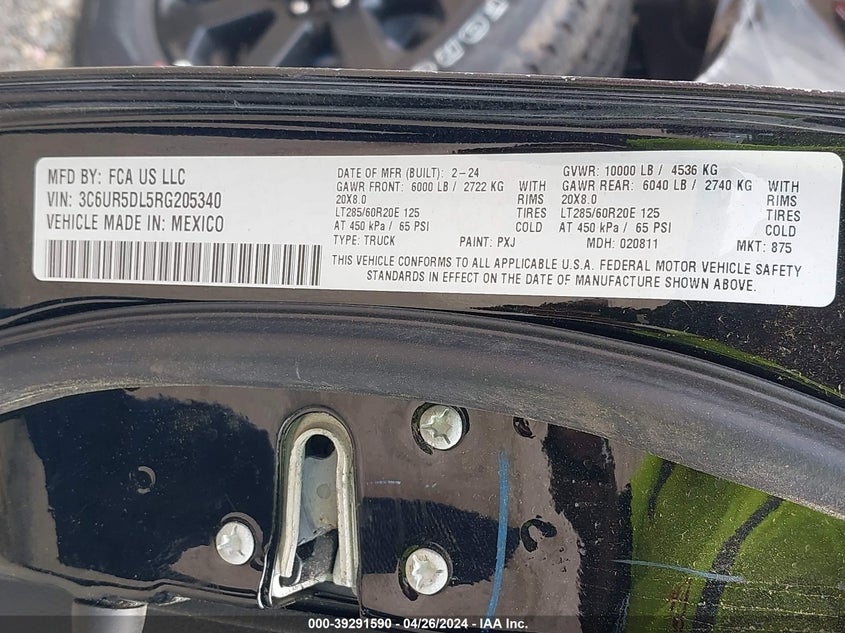 MFD BY: FCA US LLC
VIN: 3C6UR5DL5RG205340
VEHICLE MADE IN: MEXICO
DATE OF MFR (BUILT): 2-24
GAWR FRONT: 6000 LB / 2722 KG WITH
20X8.0 RIMS
LT285/60R20E 125 TIRES
AT 450 kPa / 65 PSI COLD
TYPE: TRUCK PAINT: PXJ
GVWR: 10000 LB / 4536 KG
GAWR REAR: 6040 LB / 2740 KG WITH
20X8.0 RIMS
LT285/60R20E 125 TIRES
AT 450 kPa / 65 PSI COLD
MDH: 020811 MKT: 875
THIS VEHICLE CONFORMS TO ALL APPLICABLE U.S.A. FEDERAL MOTOR VEHICLE SAFETY
STANDARDS IN EFFECT ON THE DATE OF MANUFACTURE SHOWN ABOVE.
000-39291590 - 04/26/2024 - IAA Inc.